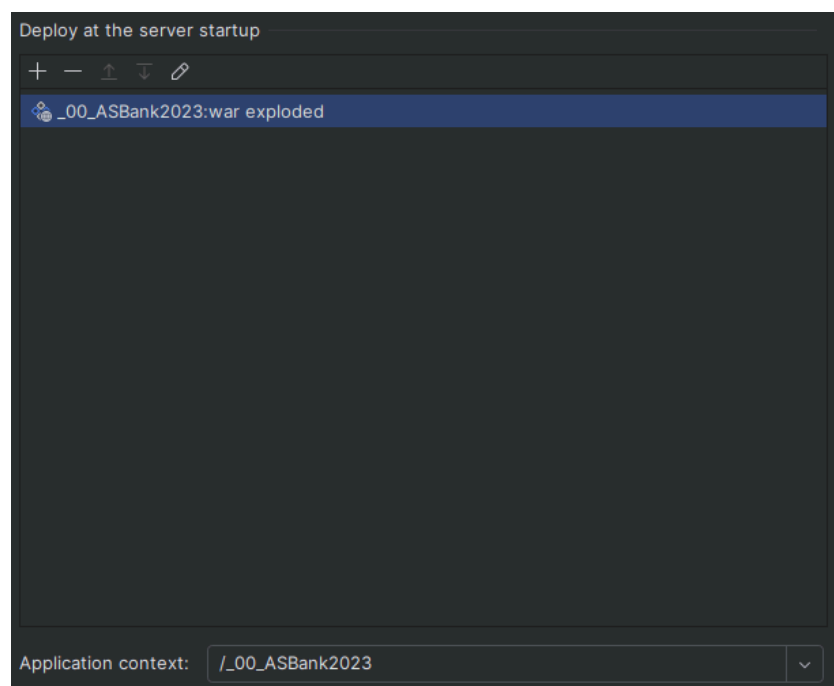 Deploy at the server startup
_00_ASBank2023:war exploded
Application context: /_00_ASBank2023